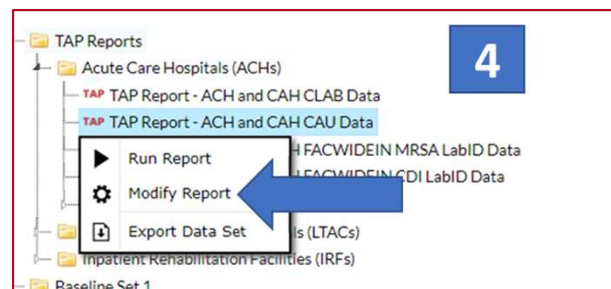 TAP Reports
4
Acute Care Hospitals (ACHs)
TAP TAP Report - ACH and CAH CLAB Data
TAP TAP Report - ACH and CAH CAU Data
Run Report
FACWIDEIN MRSA LabID Data
Modify Report
FACWIDEIN CDI LabID Data
Export Data Set
ls (LTACs)
Inpatient Rehabilitation Facilities (IRFs)
Baseline Set 1